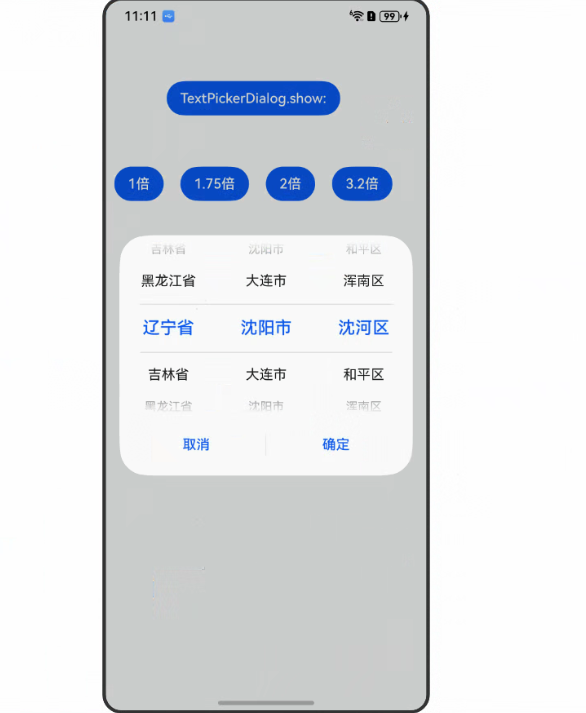 11:11 99
TextPickerDialog.show:
1倍 1.75倍 2倍 3.2倍
吉林省 沈阳市 和平区
黑龙江省 大连市 浑南区
辽宁省 沈阳市 沈河区
吉林省 大连市 和平区
黑龙江省 沈阳市 浑南区
取消 确定